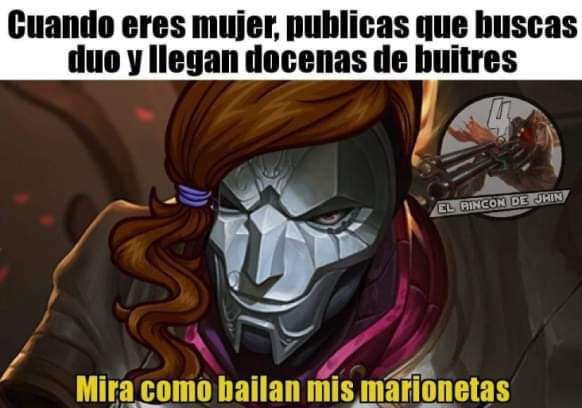 Cuando eres mujer, publicas que buscas
duo y llegan docenas de buitres
4
EL RINCON DE JHIN
Mira como bailan mis marionetas